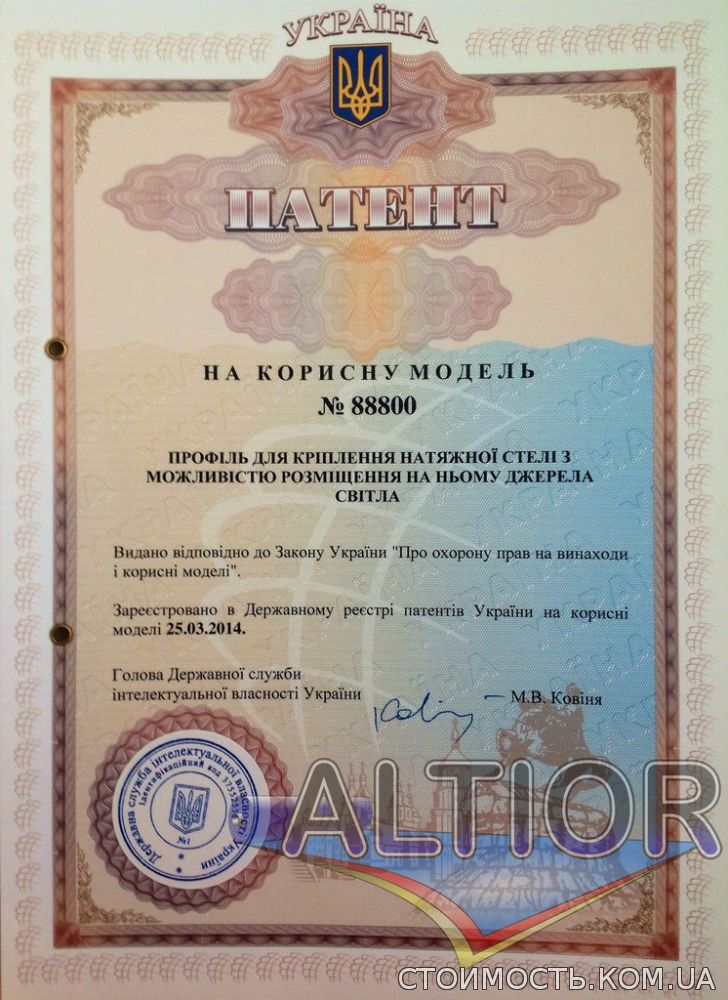 УКРАЇНА
ПАТЕНТ
НА КОРИСНУ МОДЕЛЬ
№ 88800
ПРОФІЛЬ ДЛЯ КРІПЛЕННЯ НАТЯЖНОЇ СТЕЛІ З
МОЖЛИВІСТЮ РОЗМІЩЕННЯ НА НЬОМУ ДЖЕРЕЛА
СВІТЛА
Видано відповідно до Закону України "Про охорону прав на винаходи
і корисні моделі".
Зареєстровано в Державному реєстрі патентів України на корисні
моделі 25.03.2014.
Голова Державної служби
інтелектуальної власності України
М.В. Ковіня
Державна служба інтелектуальної власності України
Ідентифікаційний код
№1
ALTIOR
СТОИМОСТЬ.КОМ.UA